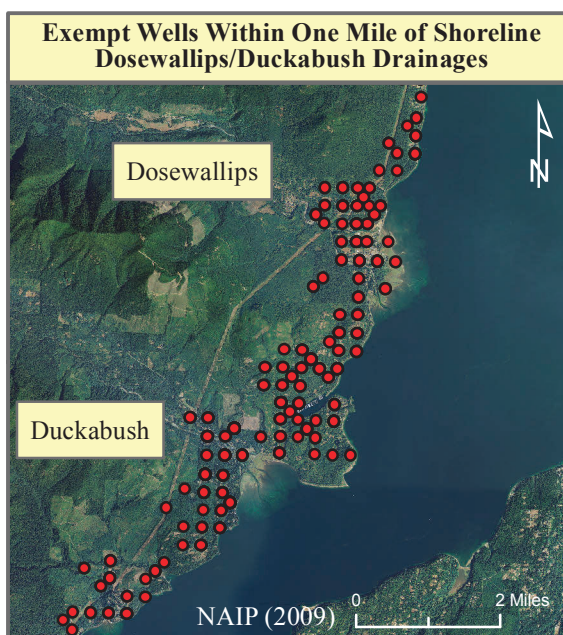 Exempt Wells Within One Mile of Shoreline
Dosewallips/Duckabush Drainages
N
Dosewallips
Duckabush
NAIP (2009)
0 2 Miles